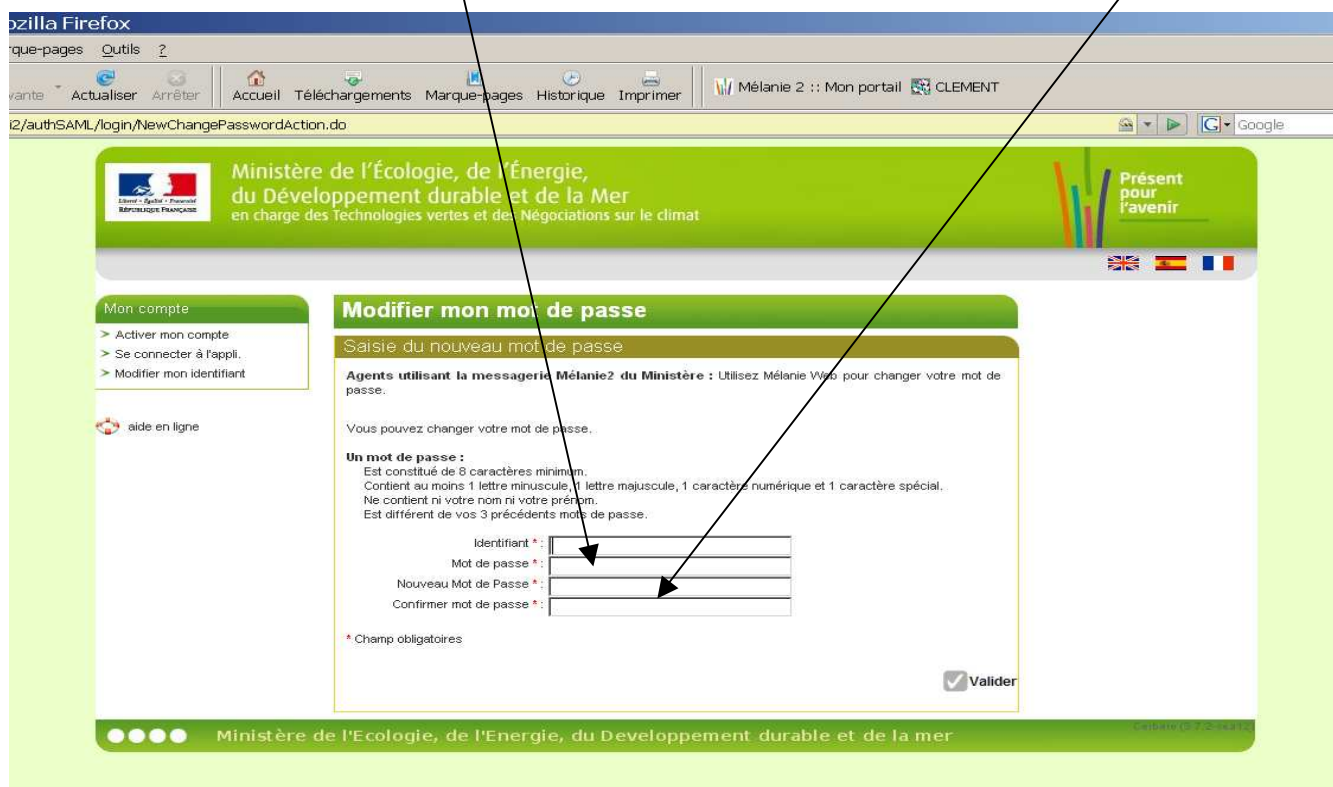 ozilla Firefox
rque-pages Outils ?
vante Actualiser Arrêter Accueil Téléchargements Marque-pages Historique Imprimer Mélanie 2 :: Mon portail CLEMENT
i2/authSAML/login/NewChangePasswordAction.do
Google
Liberté • Égalité • Fraternité
RÉPUBLIQUE FRANÇAISE
Ministère de l'Écologie, de l'Énergie,
du Développement durable et de la Mer
en charge des Technologies vertes et des Négociations sur le climat
Présent
pour
l'avenir
Mon compte
> Activer mon compte
> Se connecter à l'appli.
> Modifier mon identifiant
aide en ligne
Modifier mon mot de passe
Saisie du nouveau mot de passe
Agents utilisant la messagerie Mélanie2 du Ministère : Utilisez Mélanie Web pour changer votre mot de
passe.
Vous pouvez changer votre mot de passe.
Un mot de passe :
Est constitué de 8 caractères minimum.
Contient au moins 1 lettre minuscule, 1 lettre majuscule, 1 caractère numérique et 1 caractère spécial.
Ne contient ni votre nom ni votre prénom.
Est différent de vos 3 précédents mots de passe.
Identifiant * :
Mot de passe * :
Nouveau Mot de Passe * :
Confirmer mot de passe * :
* Champ obligatoires
Valider
Ministère de l'Ecologie, de l'Energie, du Developpement durable et de la mer